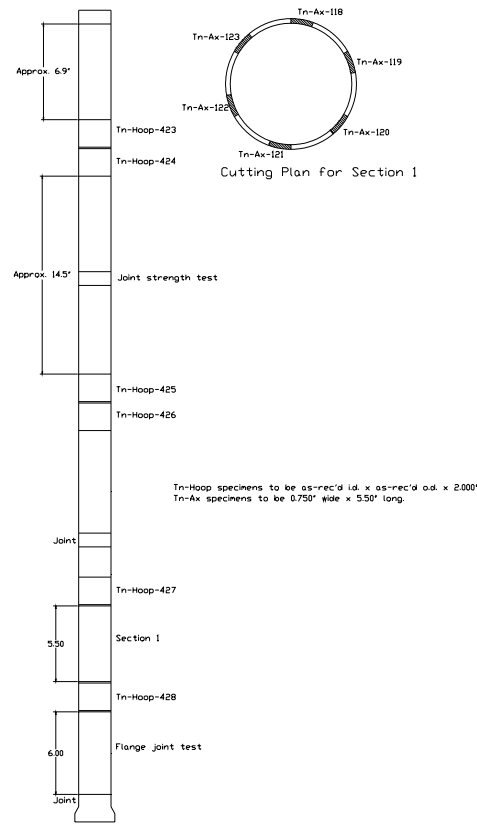 Tn-Ax-118
Tn-Ax-123
Tn-Ax-119
Approx. 6.9"
Tn-Ax-122
Tn-Hoop-423
Tn-Ax-120
Tn-Ax-121
Tn-Hoop-424
Cutting Plan for Section 1
Approx. 14.5"
Joint strength test
Tn-Hoop-425
Tn-Hoop-426
Tn-Hoop specimens to be as-rec'd i.d. x as-rec'd o.d. x 2.000"
Tn-Ax specimens to be 0.750" wide x 5.50" long.
Joint
Tn-Hoop-427
5.50
Section 1
Tn-Hoop-428
6.00
Flange joint test
Joint